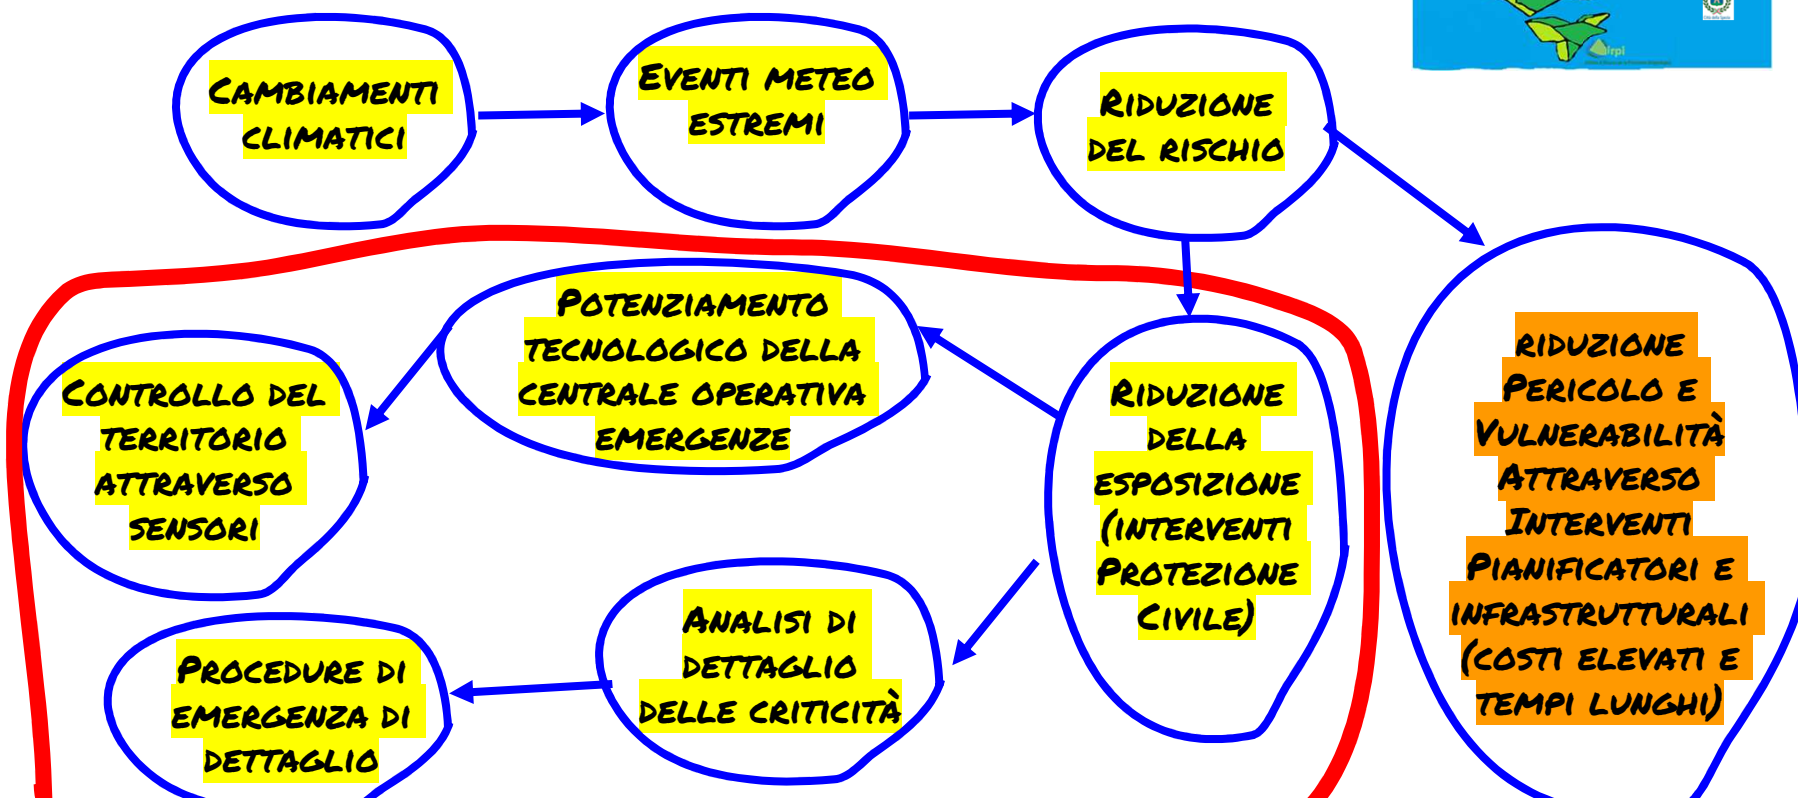 CAMBIAMENTI
CLIMATICI
EVENTI METEO
ESTREMI
RIDUZIONE
DEL RISCHIO
irpi
POTENZIAMENTO
TECNOLOGICO DELLA
CENTRALE OPERATIVA
EMERGENZE
CONTROLLO DEL
TERRITORIO
ATTRAVERSO
SENSORI
RIDUZIONE
DELLA
ESPOSIZIONE
(INTERVENTI
PROTEZIONE
CIVILE)
RIDUZIONE
PERICOLO E
VULNERABILITÀ
ATTRAVERSO
INTERVENTI
PIANIFICATORI E
INFRASTRUTTURALI
(COSTI ELEVATI E
TEMPI LUNGHI)
ANALISI DI
DETTAGLIO
DELLE CRITICITÀ
PROCEDURE DI
EMERGENZA DI
DETTAGLIO